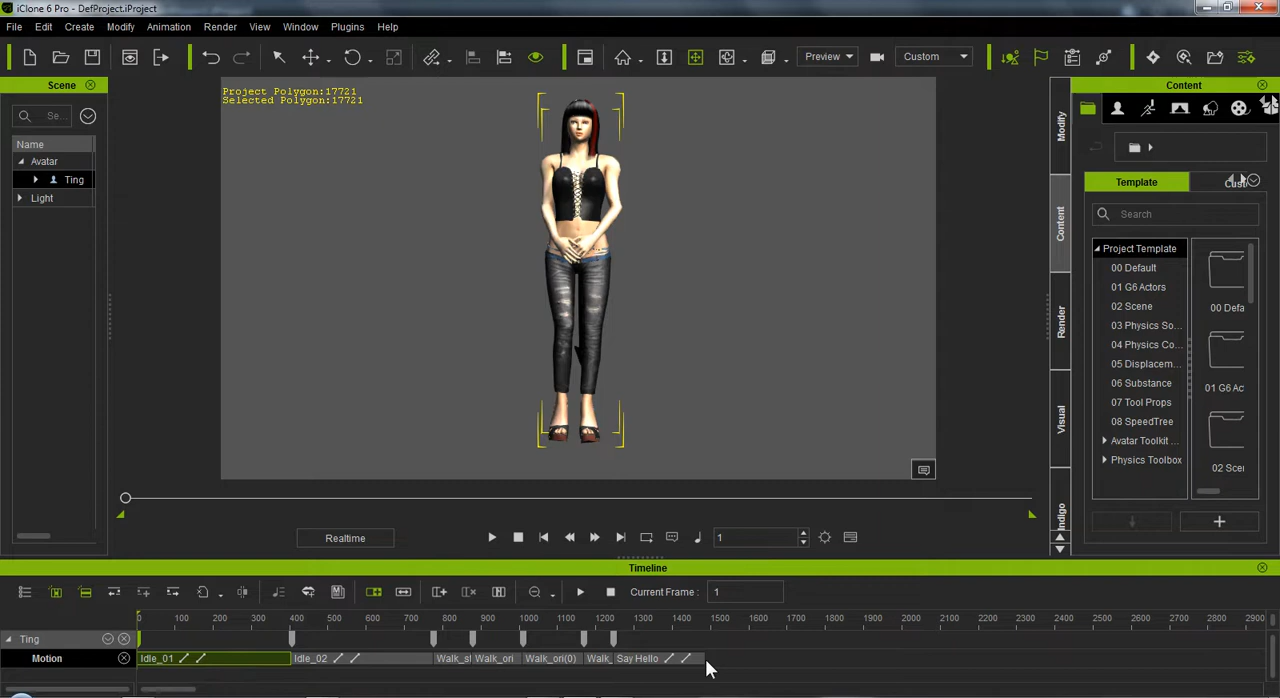 iClone 6 Pro - DefProject.iProject
File Edit Create Modify Animation Render View Window Plugins Help
Preview Custom
Scene
Se...
Name
Avatar
Ting
Light
Project Polygon:17721
Selected Polygon:17721
Modify
Content
Render
Visual
Indigo
Content
Template
Search
Project Template
00 Default
01 G6 Actors
02 Scene
03 Physics So...
04 Physics Co...
05 Displacem...
06 Substance
07 Tool Props
08 SpeedTree
Avatar Toolkit ...
Physics Toolbox
00 Defa
01 G6 Ac
02 Scer
Realtime
1
Timeline
Current Frame : 1
0 100 200 300 400 500 600 700 800 900 1000 1100 1200 1300 1400 1500 1600 1700 1800 1900 2000 2100 2200 2300 2400 2500 2600 2700 2800 2900
Ting
Motion Idle_01 Idle_02 Walk_st Walk_ori Walk_ori(0) Walk_ Say Hello